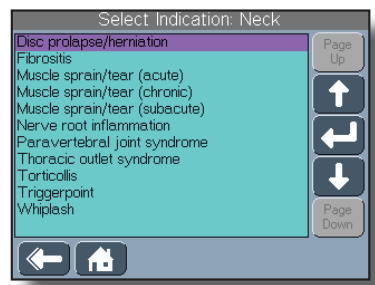 Select Indication: Neck
Disc prolapse/herniation
Fibrositis
Muscle sprain/tear (acute)
Muscle sprain/tear (chronic)
Muscle sprain/tear (subacute)
Nerve root inflammation
Paravertebral joint syndrome
Thoracic outlet syndrome
Torticollis
Triggerpoint
Whiplash
Page
Up
Page
Down